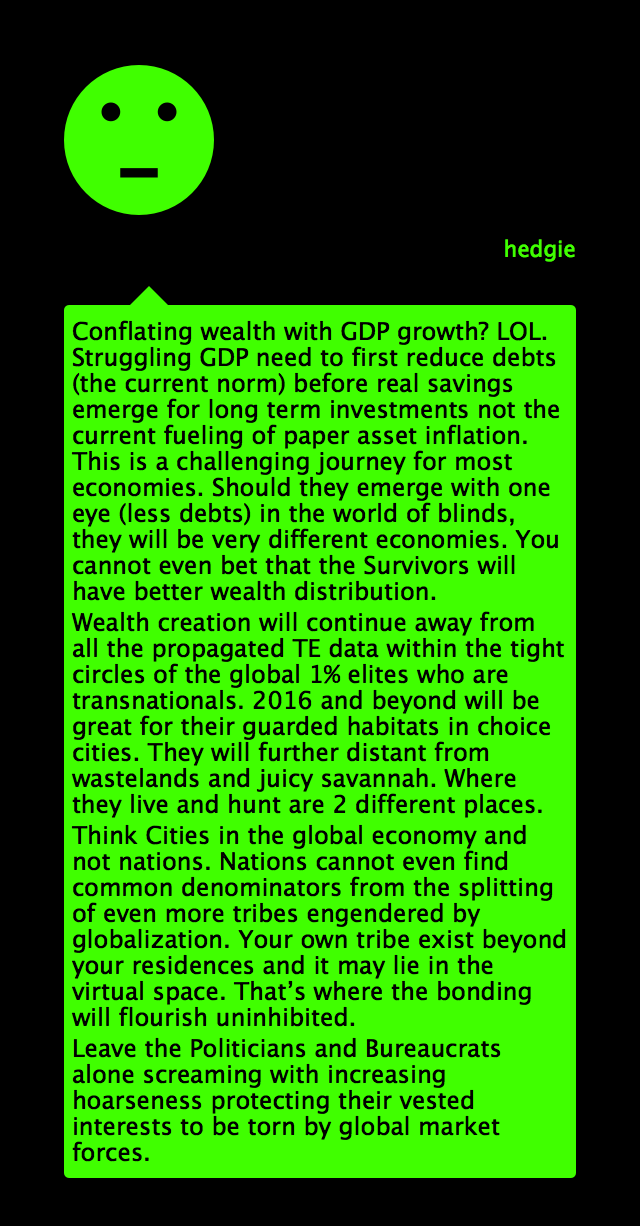 hedgie
Conflating wealth with GDP growth? LOL.
Struggling GDP need to first reduce debts
(the current norm) before real savings
emerge for long term investments not the
current fueling of paper asset inflation.
This is a challenging journey for most
economies. Should they emerge with one
eye (less debts) in the world of blinds,
they will be very different economies. You
cannot even bet that the Survivors will
have better wealth distribution.
Wealth creation will continue away from
all the propagated TE data within the tight
circles of the global 1% elites who are
transnationals. 2016 and beyond will be
great for their guarded habitats in choice
cities. They will further distant from
wastelands and juicy savannah. Where
they live and hunt are 2 different places.
Think Cities in the global economy and
not nations. Nations cannot even find
common denominators from the splitting
of even more tribes engendered by
globalization. Your own tribe exist beyond
your residences and it may lie in the
virtual space. That’s where the bonding
will flourish uninhibited.
Leave the Politicians and Bureaucrats
alone screaming with increasing
hoarseness protecting their vested
interests to be torn by global market
forces.